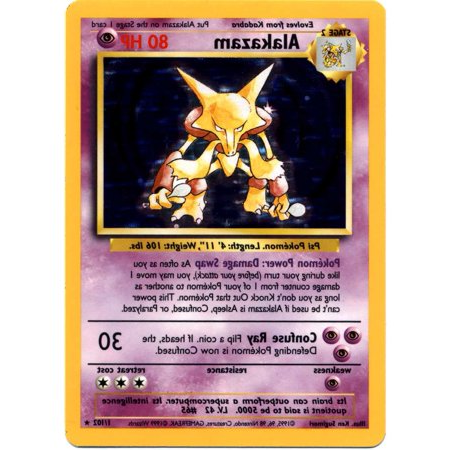 STAGE 2
Evolves from Kadabra
Put Alakazam on the Stage 1 card
Alakazam
80 HP
Psi Pokémon. Length: 4' 11", Weight: 106 lbs.
Pokémon Power: Damage Swap As often as you
like during your turn (before your attack), you may move 1
damage counter from 1 of your Pokémon to another as
long as you don't Knock Out that Pokémon. This power
can't be used if Alakazam is Asleep, Confused, or Paralyzed.
Confuse Ray Flip a coin. If heads, the
Defending Pokémon is now Confused.
30
weakness
resistance
retreat cost
Its brain can outperform a supercomputer. Its intelligence
quotient is said to be 5000. LV. 42 #65
Illus. Ken Sugimori
©1995, 96, 98 Nintendo, Creatures, GAMEFREAK. ©1999 Wizards.
1/102